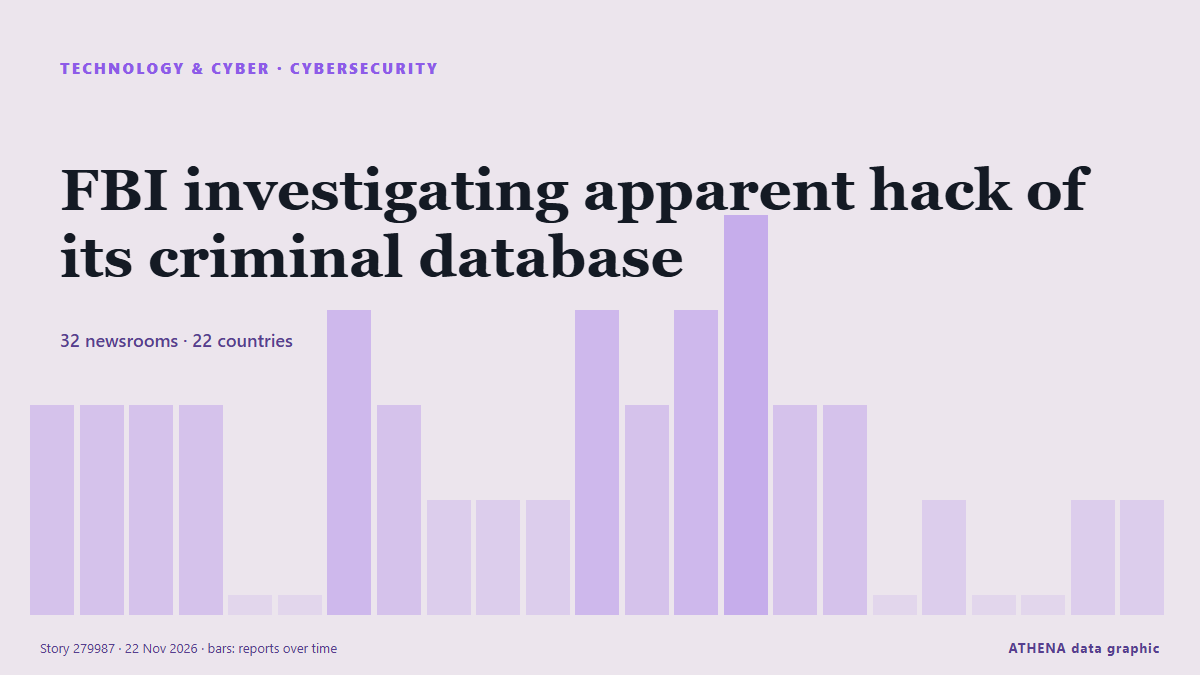 TECHNOLOGY & CYBER · CYBERSECURITY
FBI investigating apparent hack of
its criminal database
32 newsrooms · 22 countries
Story 279987 · 22 Nov 2026 · bars: reports over time
ATHENA data graphic